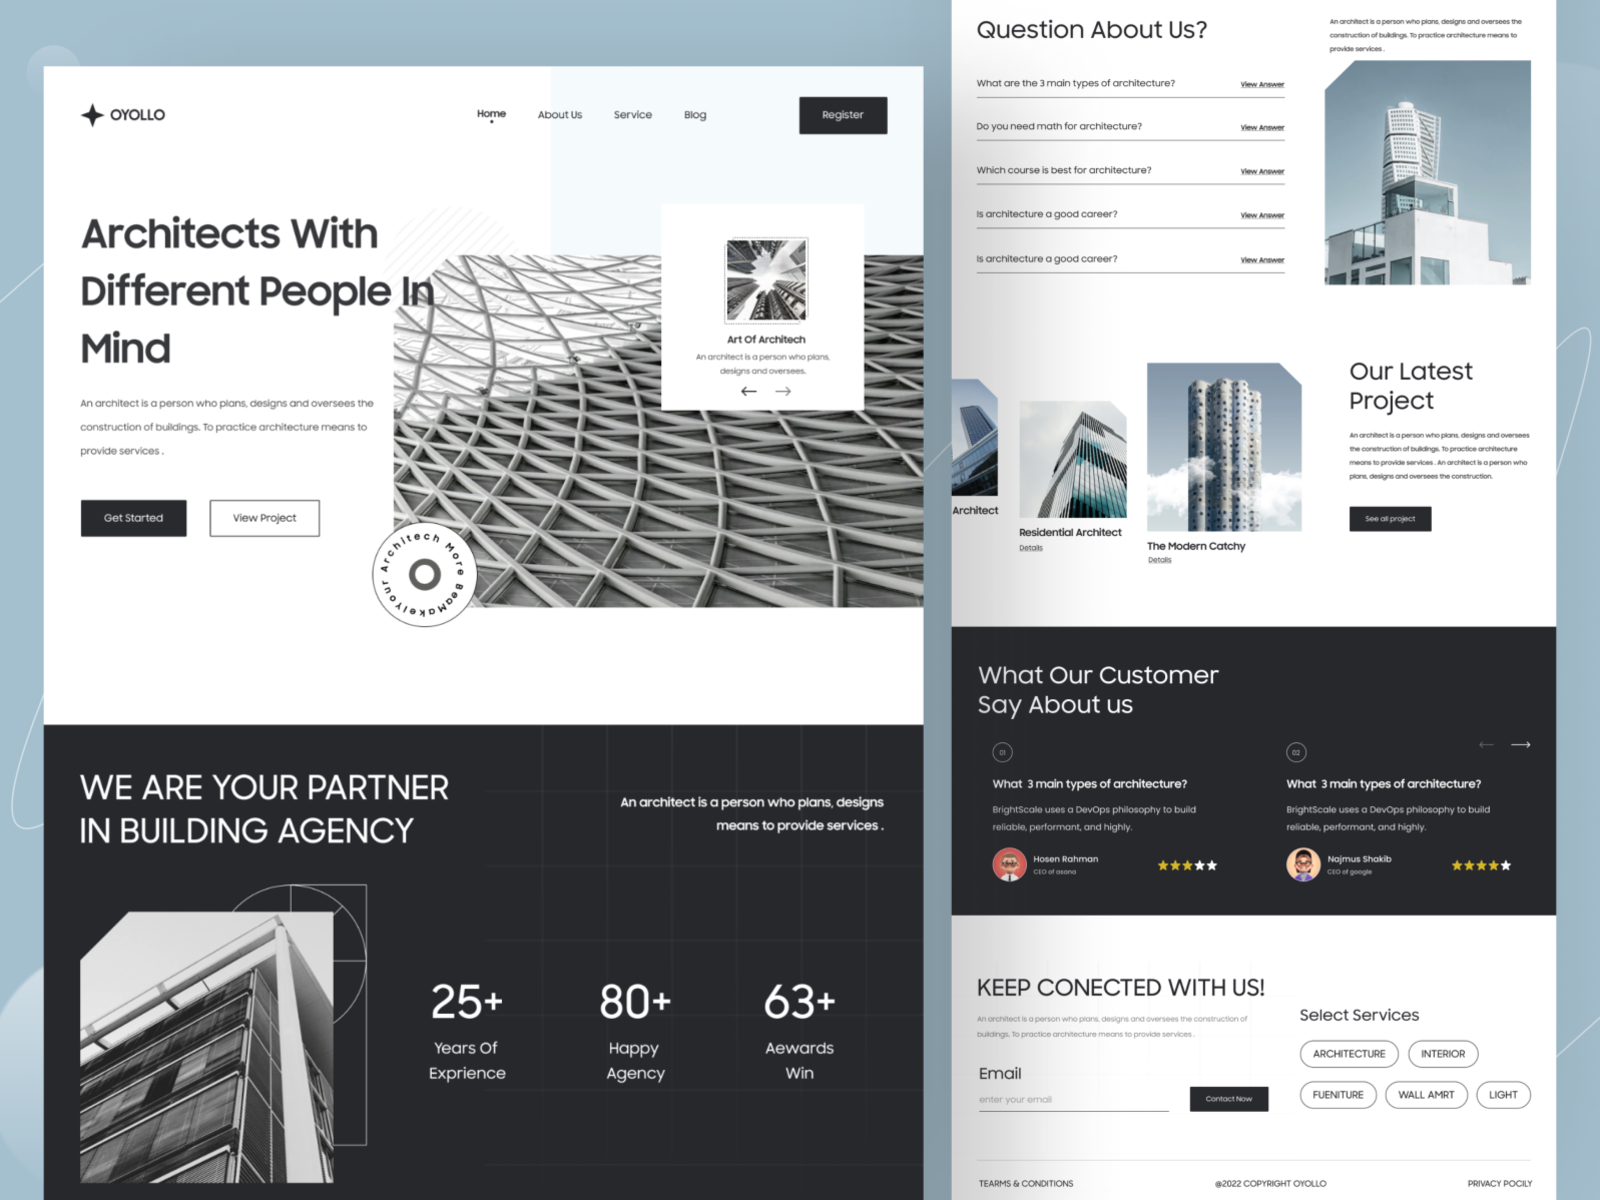 OYOLLO
Home
About Us
Service
Blog
Register
Architects With
Different People In
Mind
An architect is a person who plans, designs and oversees the
construction of buildings. To practice architecture means to
provide services .
Get Started
View Project
Art Of Architech
An architect is a person who plans,
designs and oversees.
Your Architech More BeaMake
WE ARE YOUR PARTNER
IN BUILDING AGENCY
An architect is a person who plans, designs
means to provide services .
25+
Years Of
Exprience
80+
Happy
Agency
63+
Aewards
Win
Question About Us?
What are the 3 main types of architecture?
View Answer
Do you need math for architecture?
View Answer
Which course is best for architecture?
View Answer
Is architecture a good career?
View Answer
Is architecture a good career?
View Answer
An architect is a person who plans, designs and oversees the
construction of buildings. To practice architecture means to
provide services .
Architect
Residential Architect
Details
The Modern Catchy
Details
Our Latest
Project
An architect is a person who plans, designs and oversees
the construction of buildings. To practice architecture
means to provide services . An architect is a person who
plans, designs and oversees the construction.
See all project
What Our Customer
Say About us
01
What 3 main types of architecture?
BrightScale uses a DevOps philosophy to build
reliable, performant, and highly.
Hosen Rahman
CEO of asana
02
What 3 main types of architecture?
BrightScale uses a DevOps philosophy to build
reliable, performant, and highly.
Najmus Shakib
CEO of google
KEEP CONECTED WITH US!
An architect is a person who plans, designs and oversees the construction of
buildings. To practice architecture means to provide services .
Email
enter your email
Contact Now
Select Services
ARCHITECTURE
INTERIOR
FUENITURE
WALL AMRT
LIGHT
TEARMS & CONDITIONS
@2022 COPYRIGHT OYOLLO
PRIVACY POCILY